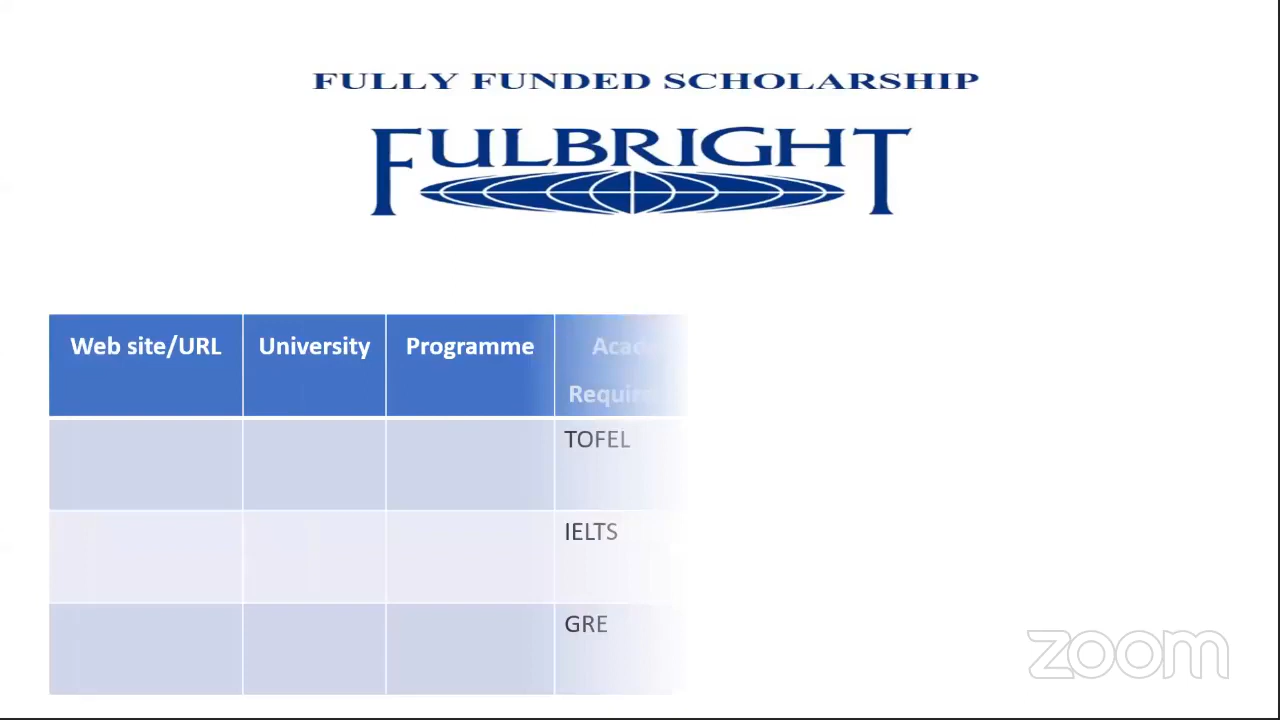 FULLY FUNDED SCHOLARSHIP
FULBRIGHT
Web site/URL University Programme
TOFEL
IELTS
GRE
zoom